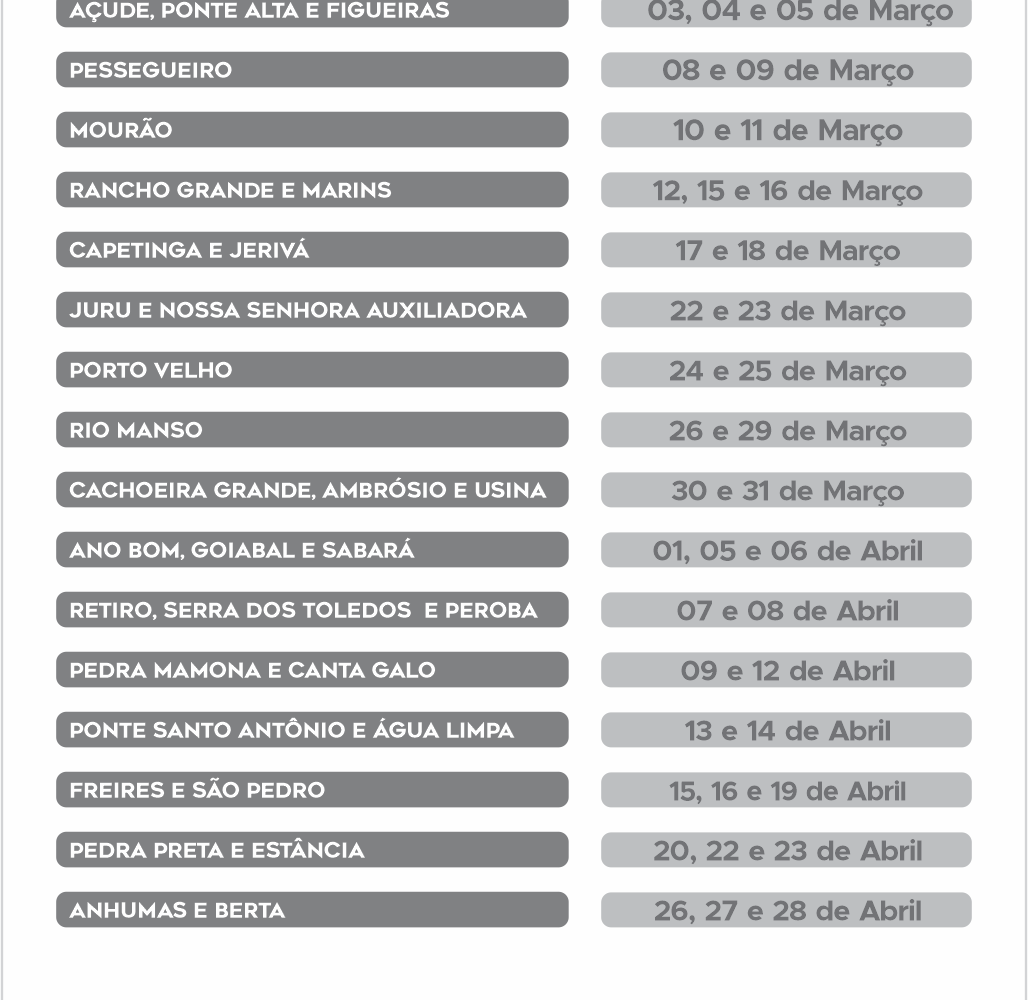 AÇUDE, PONTE ALTA E FIGUEIRAS 03, 04 e 05 de Março
PESSEGUEIRO 08 e 09 de Março
MOURÃO 10 e 11 de Março
RANCHO GRANDE E MARINS 12, 15 e 16 de Março
CAPETINGA E JERIVÁ 17 e 18 de Março
JURU E NOSSA SENHORA AUXILIADORA 22 e 23 de Março
PORTO VELHO 24 e 25 de Março
RIO MANSO 26 e 29 de Março
CACHOEIRA GRANDE, AMBRÓSIO E USINA 30 e 31 de Março
ANO BOM, GOIABAL E SABARÁ 01, 05 e 06 de Abril
RETIRO, SERRA DOS TOLEDOS  E PEROBA 07 e 08 de Abril
PEDRA MAMONA E CANTA GALO 09 e 12 de Abril
PONTE SANTO ANTÔNIO E ÁGUA LIMPA 13 e 14 de Abril
FREIRES E SÃO PEDRO 15, 16 e 19 de Abril
PEDRA PRETA E ESTÂNCIA 20, 22 e 23 de Abril
ANHUMAS E BERTA 26, 27 e 28 de Abril